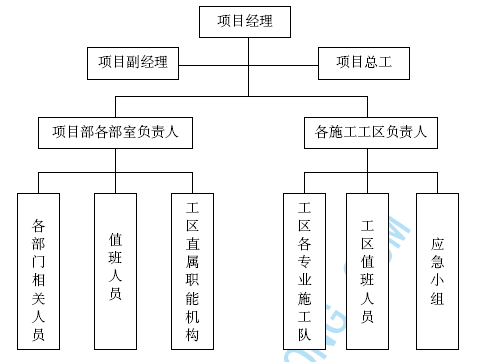 项目经理
项目副经理
项目总工
项目部各部室负责人
各施工工区负责人
各部门相关人员
值班人员
工区直属职能机构
工区各专业施工队
工区值班人员
应急小组